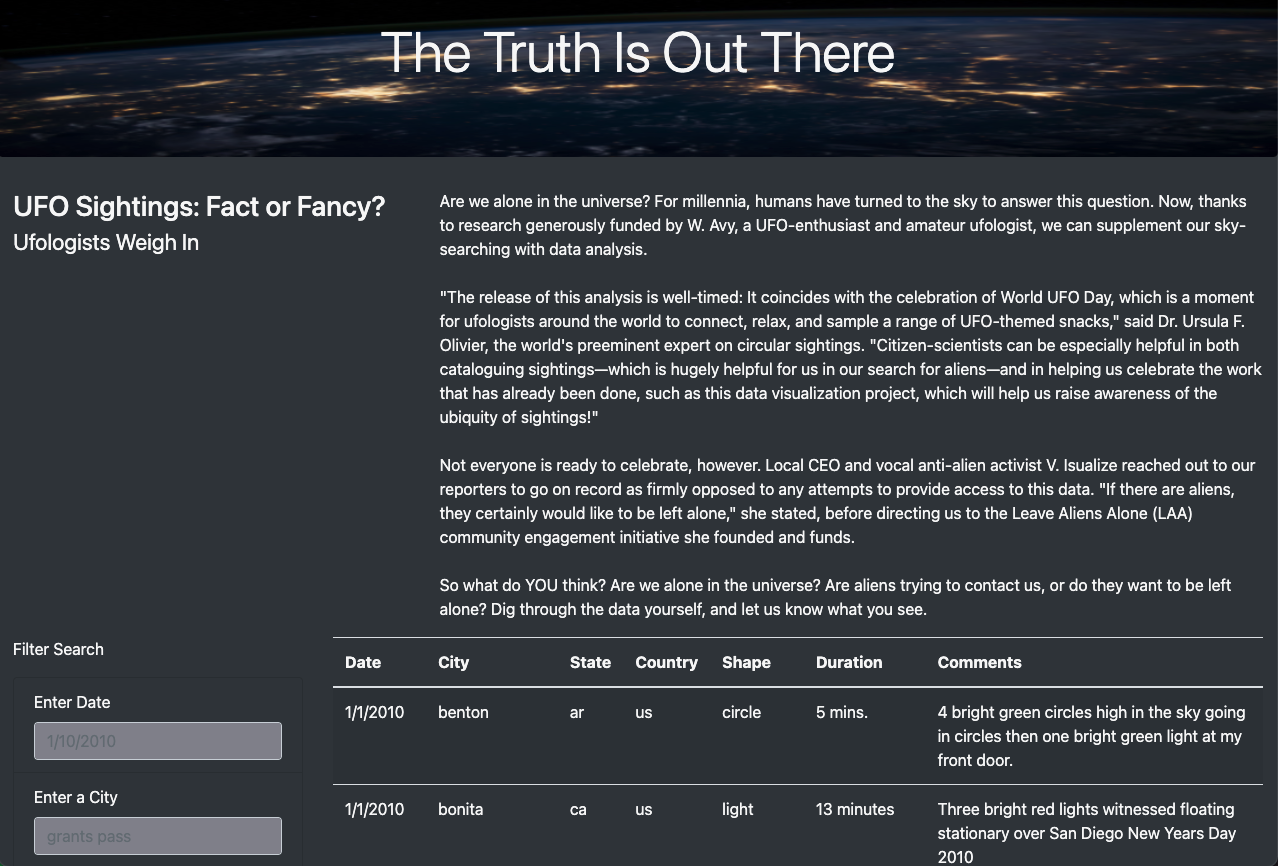 The Truth Is Out There
UFO Sightings: Fact or Fancy?
Ufologists Weigh In
Are we alone in the universe? For millennia, humans have turned to the sky to answer this question. Now, thanks
to research generously funded by W. Avy, a UFO-enthusiast and amateur ufologist, we can supplement our sky-
searching with data analysis.
"The release of this analysis is well-timed: It coincides with the celebration of World UFO Day, which is a moment
for ufologists around the world to connect, relax, and sample a range of UFO-themed snacks," said Dr. Ursula F.
Olivier, the world's preeminent expert on circular sightings. "Citizen-scientists can be especially helpful in both
cataloguing sightings—which is hugely helpful for us in our search for aliens—and in helping us celebrate the work
that has already been done, such as this data visualization project, which will help us raise awareness of the
ubiquity of sightings!"
Not everyone is ready to celebrate, however. Local CEO and vocal anti-alien activist V. Isualize reached out to our
reporters to go on record as firmly opposed to any attempts to provide access to this data. "If there are aliens,
they certainly would like to be left alone," she stated, before directing us to the Leave Aliens Alone (LAA)
community engagement initiative she founded and funds.
So what do YOU think? Are we alone in the universe? Are aliens trying to contact us, or do they want to be left
alone? Dig through the data yourself, and let us know what you see.
Filter Search
Enter Date
1/10/2010
Enter a City
grants pass
Date City State Country Shape Duration Comments
1/1/2010 benton ar us circle 5 mins. 4 bright green circles high in the sky going
in circles then one bright green light at my
front door.
1/1/2010 bonita ca us light 13 minutes Three bright red lights witnessed floating
stationary over San Diego New Years Day
2010